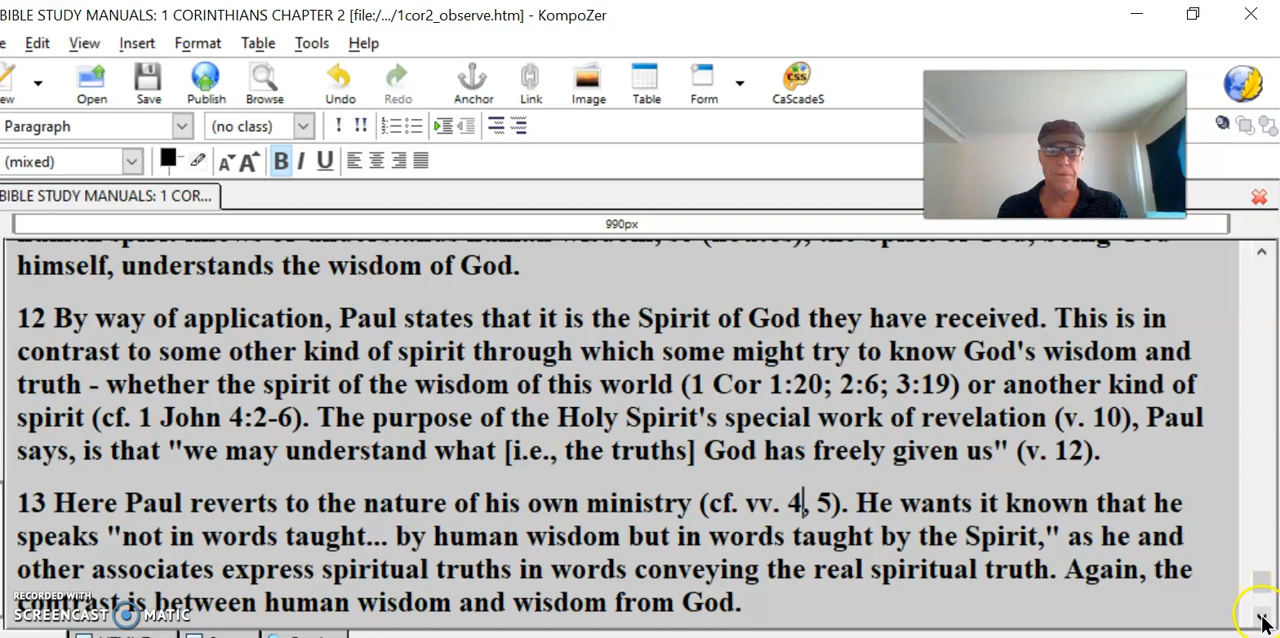 BIBLE STUDY MANUALS: 1 CORINTHIANS CHAPTER 2 [file:/.../1cor2_observe.htm] - KompoZer
e Edit View Insert Format Table Tools Help
ew Open Save Publish Browse Undo Redo Anchor Link Image Table Form CaScadeS
Paragraph (no class) ! !!
(mixed) A A B I U
BIBLE STUDY MANUALS: 1 COR...
990px
himself, understands the wisdom of God.
12 By way of application, Paul states that it is the Spirit of God they have received. This is in
contrast to some other kind of spirit through which some might try to know God's wisdom and
truth - whether the spirit of the wisdom of this world (1 Cor 1:20; 2:6; 3:19) or another kind of
spirit (cf. 1 John 4:2-6). The purpose of the Holy Spirit's special work of revelation (v. 10), Paul
says, is that "we may understand what [i.e., the truths] God has freely given us" (v. 12).
13 Here Paul reverts to the nature of his own ministry (cf. vv. 4, 5). He wants it known that he
speaks "not in words taught... by human wisdom but in words taught by the Spirit," as he and
other associates express spiritual truths in words conveying the real spiritual truth. Again, the
contrast is between human wisdom and wisdom from God.
RECORDED WITH
SCREENCAST MATIC